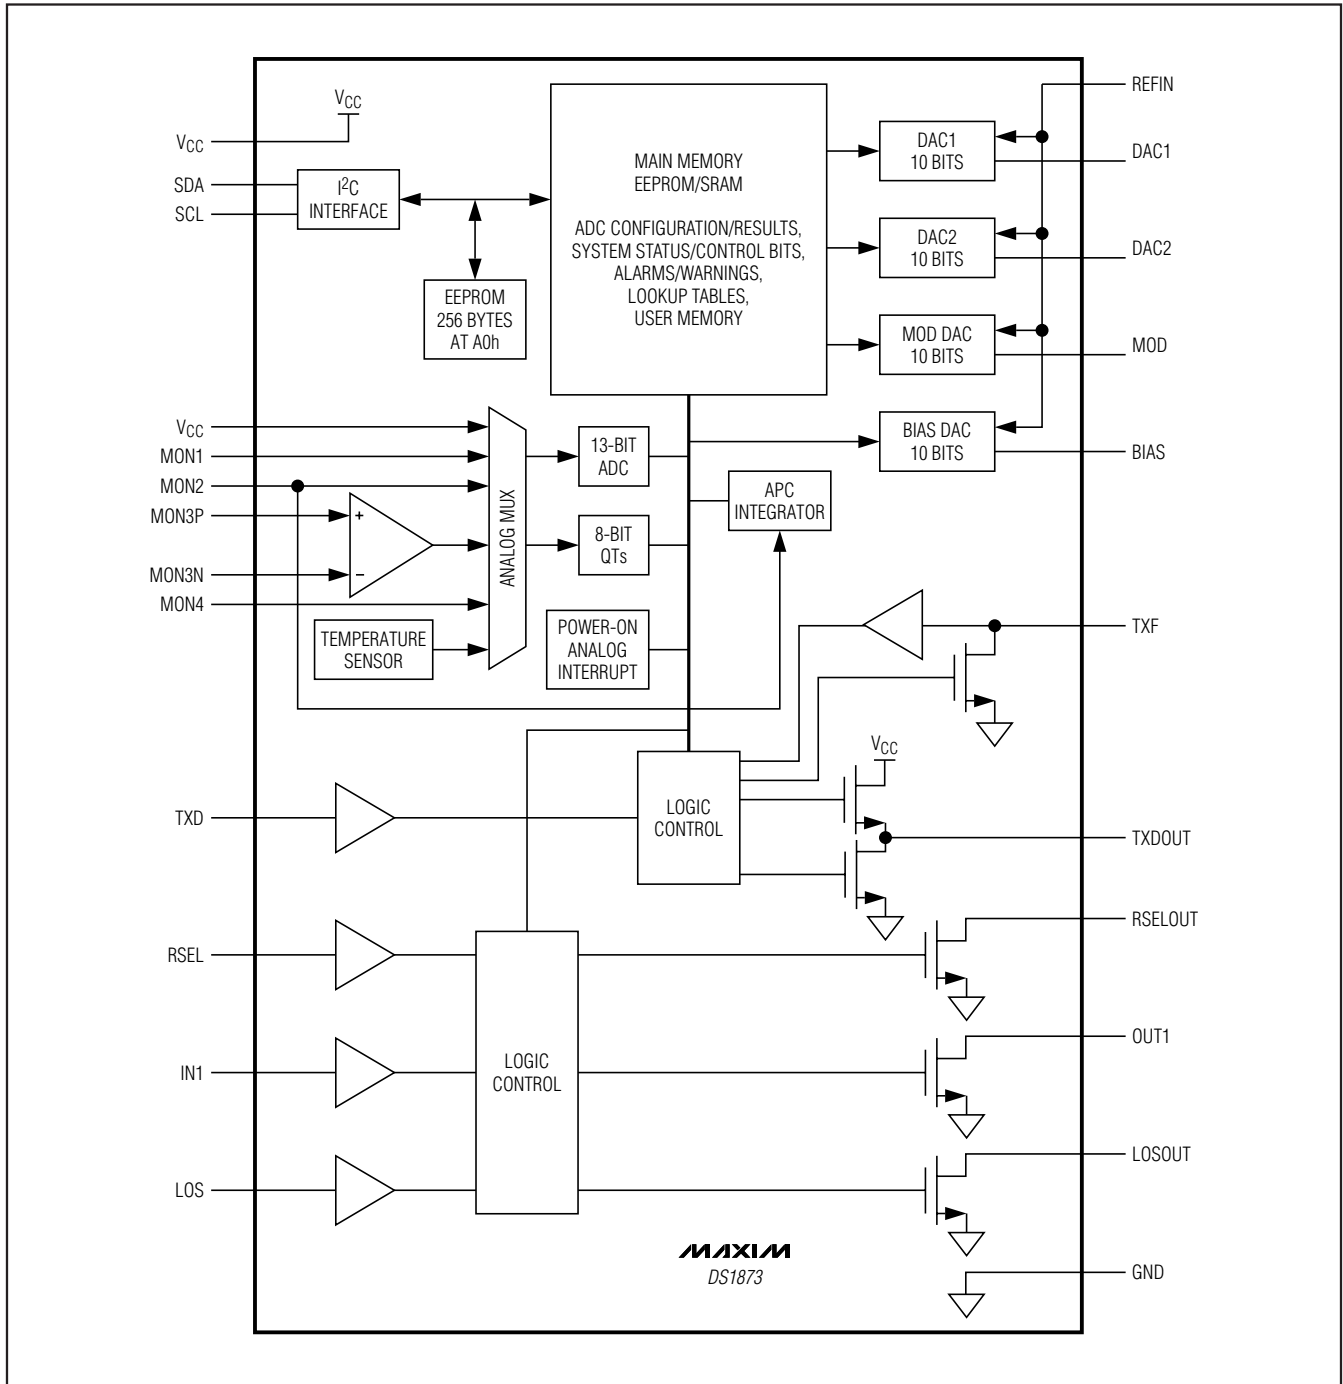 VCC
VCC
SDA
SCL
I2C
INTERFACE
EEPROM
256 BYTES
AT A0h
MAIN MEMORY
EEPROM/SRAM
ADC CONFIGURATION/RESULTS,
SYSTEM STATUS/CONTROL BITS,
ALARMS/WARNINGS,
LOOKUP TABLES,
USER MEMORY
DAC1
10 BITS
DAC2
10 BITS
MOD DAC
10 BITS
BIAS DAC
10 BITS
REFIN
DAC1
DAC2
MOD
BIAS
VCC
MON1
MON2
MON3P
MON3N
MON4
+
−
TEMPERATURE
SENSOR
ANALOG MUX
13-BIT
ADC
8-BIT
QTs
POWER-ON
ANALOG
INTERRUPT
APC
INTEGRATOR
TXF
VCC
TXD
LOGIC
CONTROL
TXDOUT
RSELOUT
RSEL
OUT1
IN1
LOGIC
CONTROL
LOSOUT
LOS
MAXIM
DS1873
GND